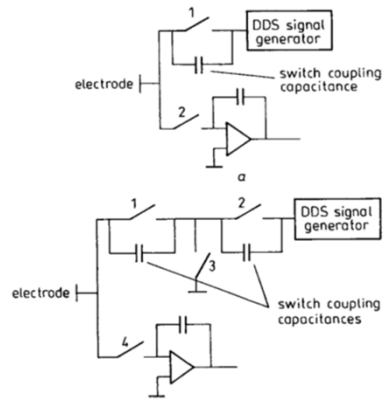 1
DDS signal
generator
switch coupling
capacitance
electrode
2
a
1
2
DDS signal
generator
3
electrode
switch coupling
capacitances
4